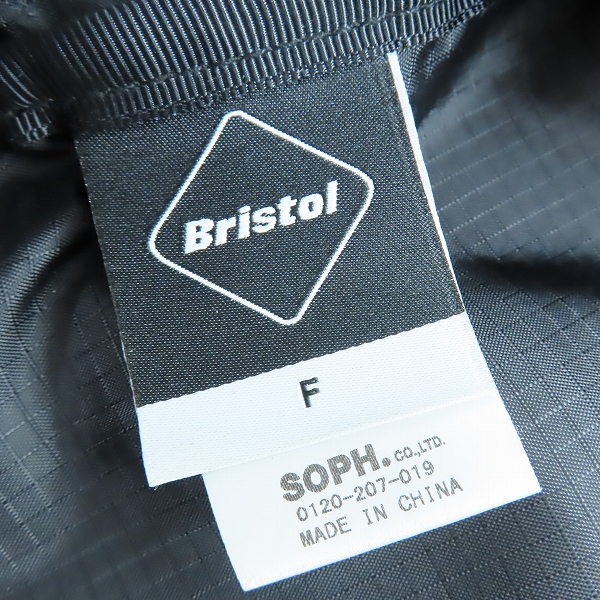 Bristol
F
SOPH. CO.,LTD.
0120-207-019
MADE IN CHINA